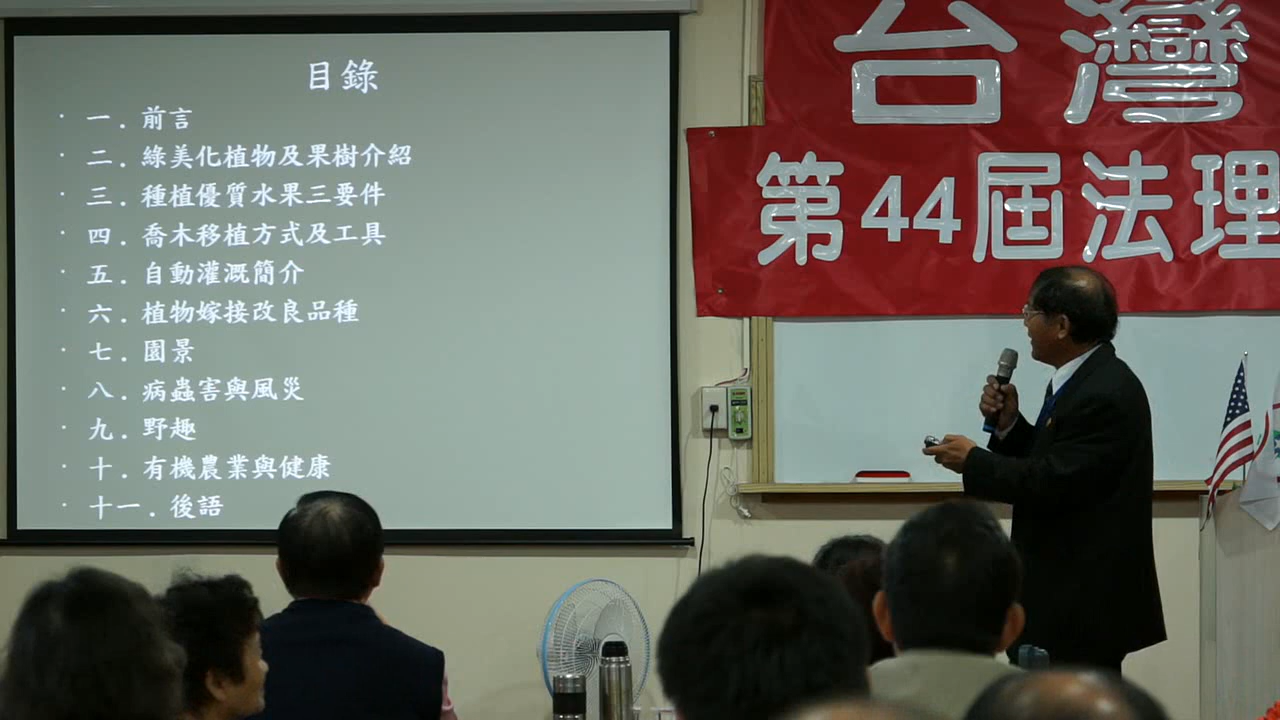 目錄
· 一. 前言
· 二. 綠美化植物及果樹介紹
· 三. 種植優質水果三要件
· 四. 喬木移植方式及工具
· 五. 自動灌溉簡介
· 六. 植物嫁接改良品種
· 七. 園景
· 八. 病蟲害與風災
· 九. 野趣
· 十. 有機農業與健康
· 十一. 後語
台灣
第44屆法理